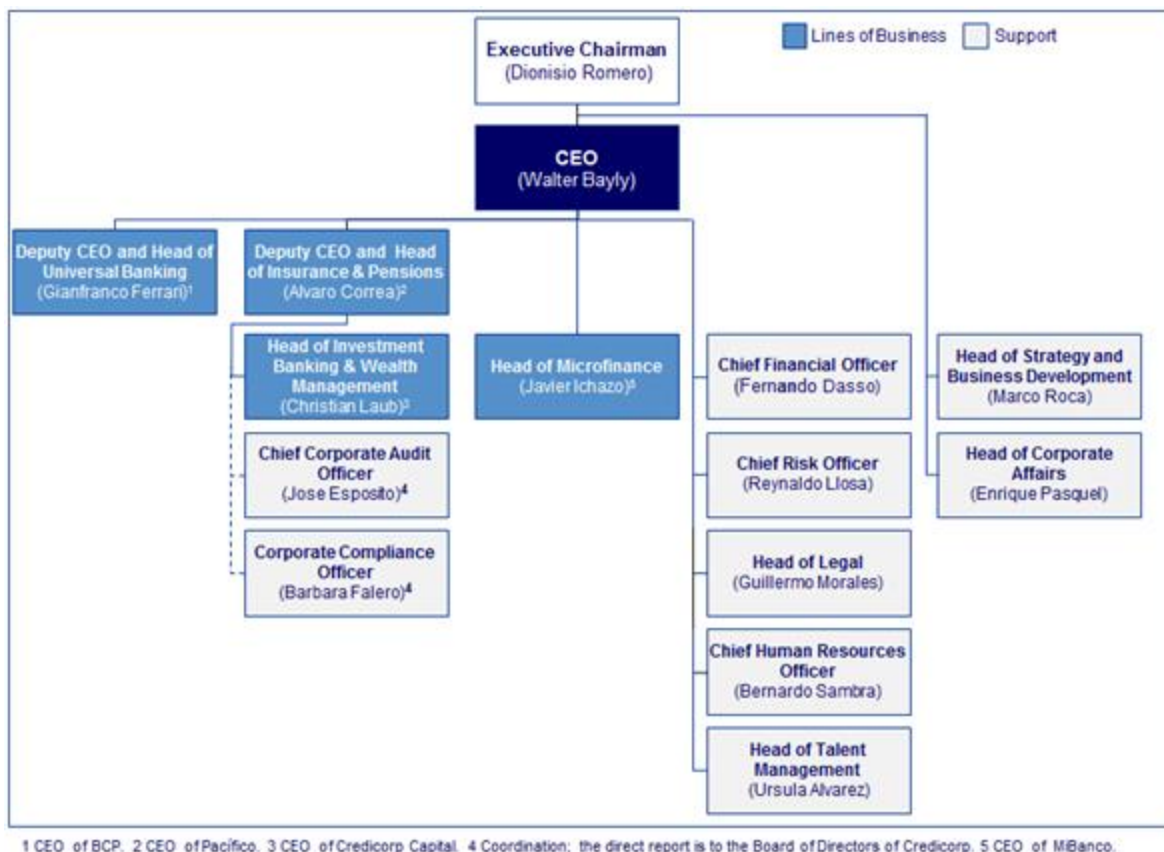 Lines of Business
Support
Executive Chairman
(Dionisio Romero)
CEO
(Walter Bayly)
Deputy CEO and Head of
Universal Banking
(Gianfranco Ferrari)1
Deputy CEO and Head
of Insurance & Pensions
(Alvaro Correa)2
Head of Investment
Banking & Wealth
Management
(Christian Laub)3
Head of Microfinance
(Javier Ichazo)5
Chief Financial Officer
(Fernando Dasso)
Head of Strategy and
Business Development
(Marco Roca)
Chief Corporate Audit
Officer
(Jose Esposito)4
Chief Risk Officer
(Reynaldo Llosa)
Head of Corporate
Affairs
(Enrique Pasquel)
Corporate Compliance
Officer
(Barbara Falero)4
Head of Legal
(Guillermo Morales)
Chief Human Resources
Officer
(Bernardo Sambra)
Head of Talent
Management
(Ursula Alvarez)
1 CEO of BCP. 2 CEO of Pacífico. 3 CEO of Credicorp Capital. 4 Coordination; the direct report is to the Board of Directors of Credicorp. 5 CEO of MiBanco.